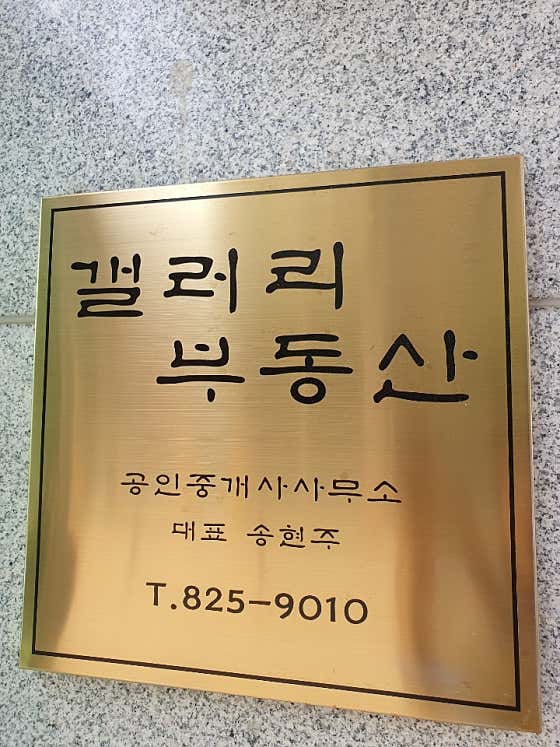 갤러리
부동산
공인중개사사무소
대표 송현주
T.825-9010